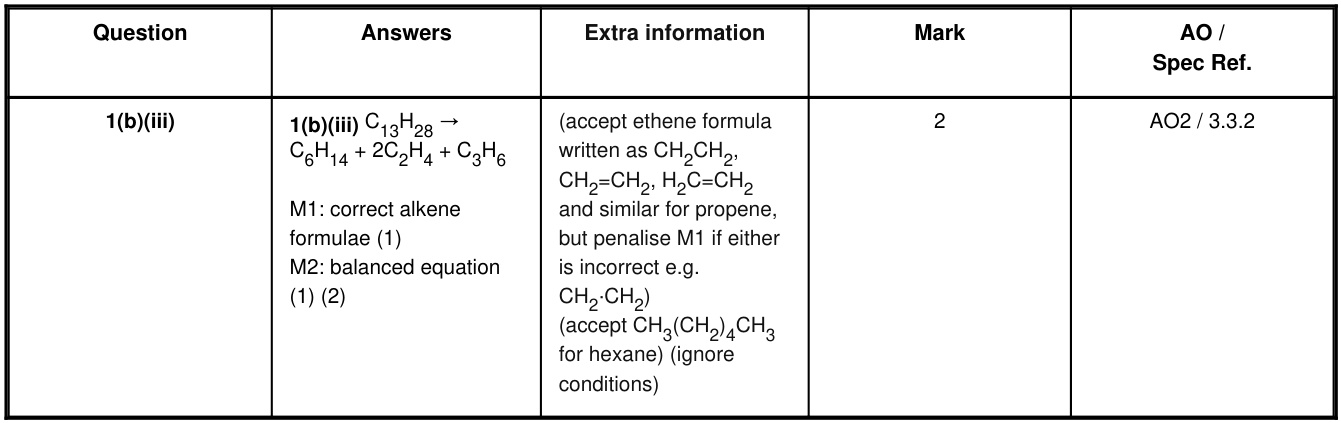 Question Answers Extra information Mark AO /
Spec Ref.
1(b)(iii)
1(b)(iii) C₁₃H₂₈ →
C₆H₁₄ + 2C₂H₄ + C₃H₆
M1: correct alkene
formulae (1)
M2: balanced equation
(1) (2)
(accept ethene formula
written as CH₂CH₂,
CH₂=CH₂, H₂C=CH₂
and similar for propene,
but penalise M1 if either
is incorrect e.g.
CH₂·CH₂)
(accept CH₃(CH₂)₄CH₃
for hexane) (ignore
conditions)
2
AO2 / 3.3.2